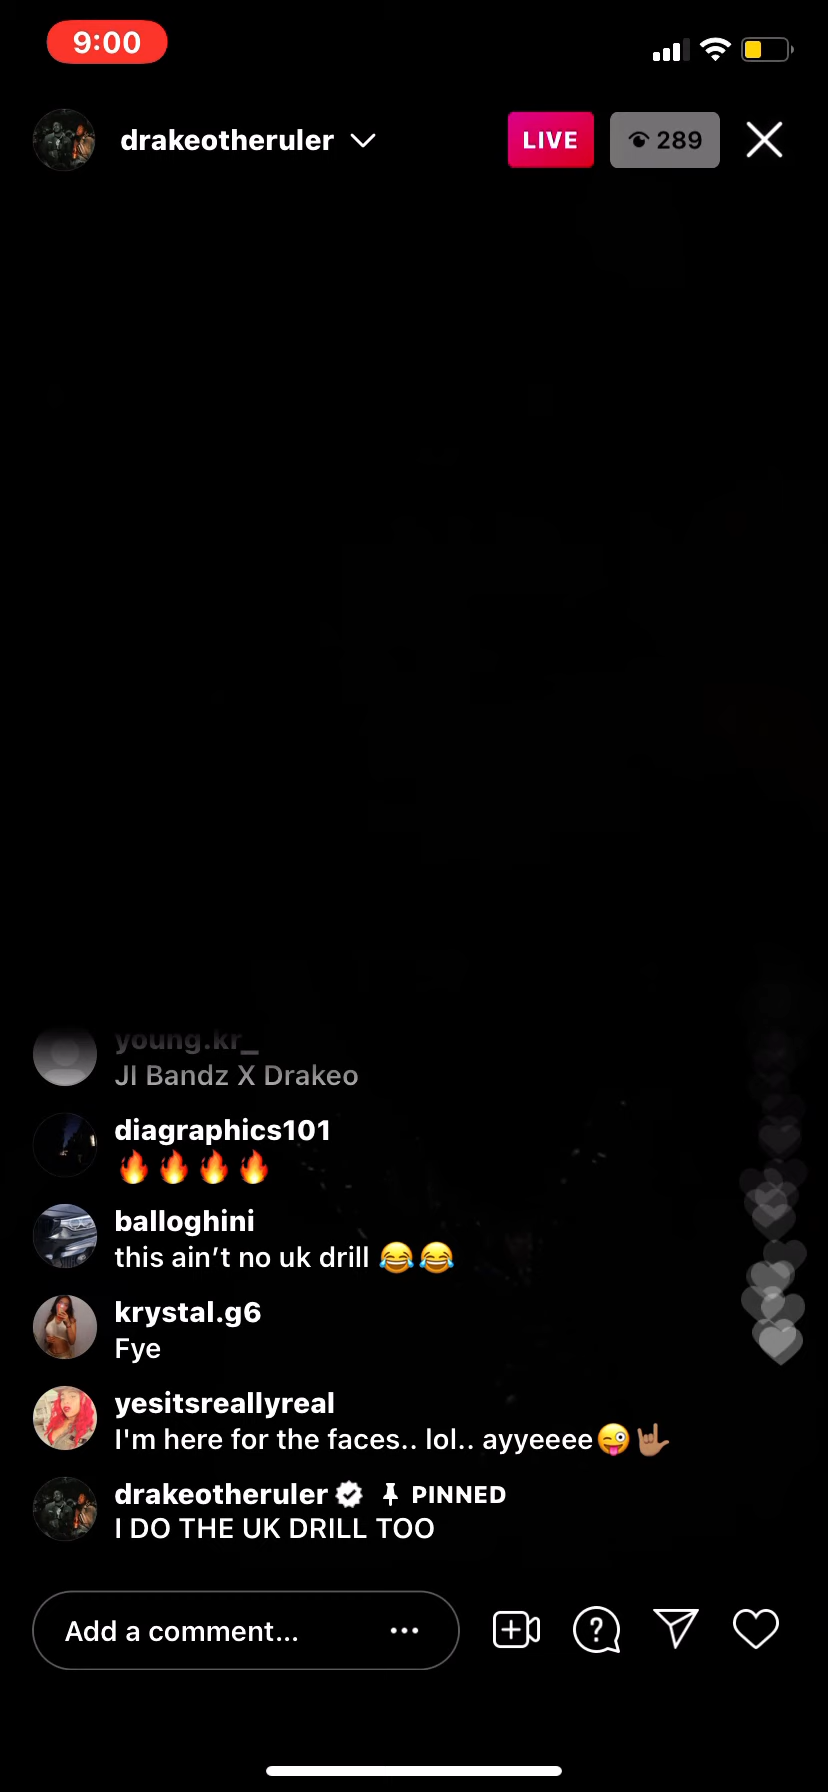 9:00
drakeotheruler
LIVE
289
young.kr_
JI Bandz X Drakeo
diagraphics101
🔥🔥🔥🔥
balloghini
this ain’t no uk drill 😂😂
krystal.g6
Fye
yesitsreallyreal
I'm here for the faces.. lol.. ayyeeee😜🤟🏽
drakeotheruler PINNED
I DO THE UK DRILL TOO
Add a comment...